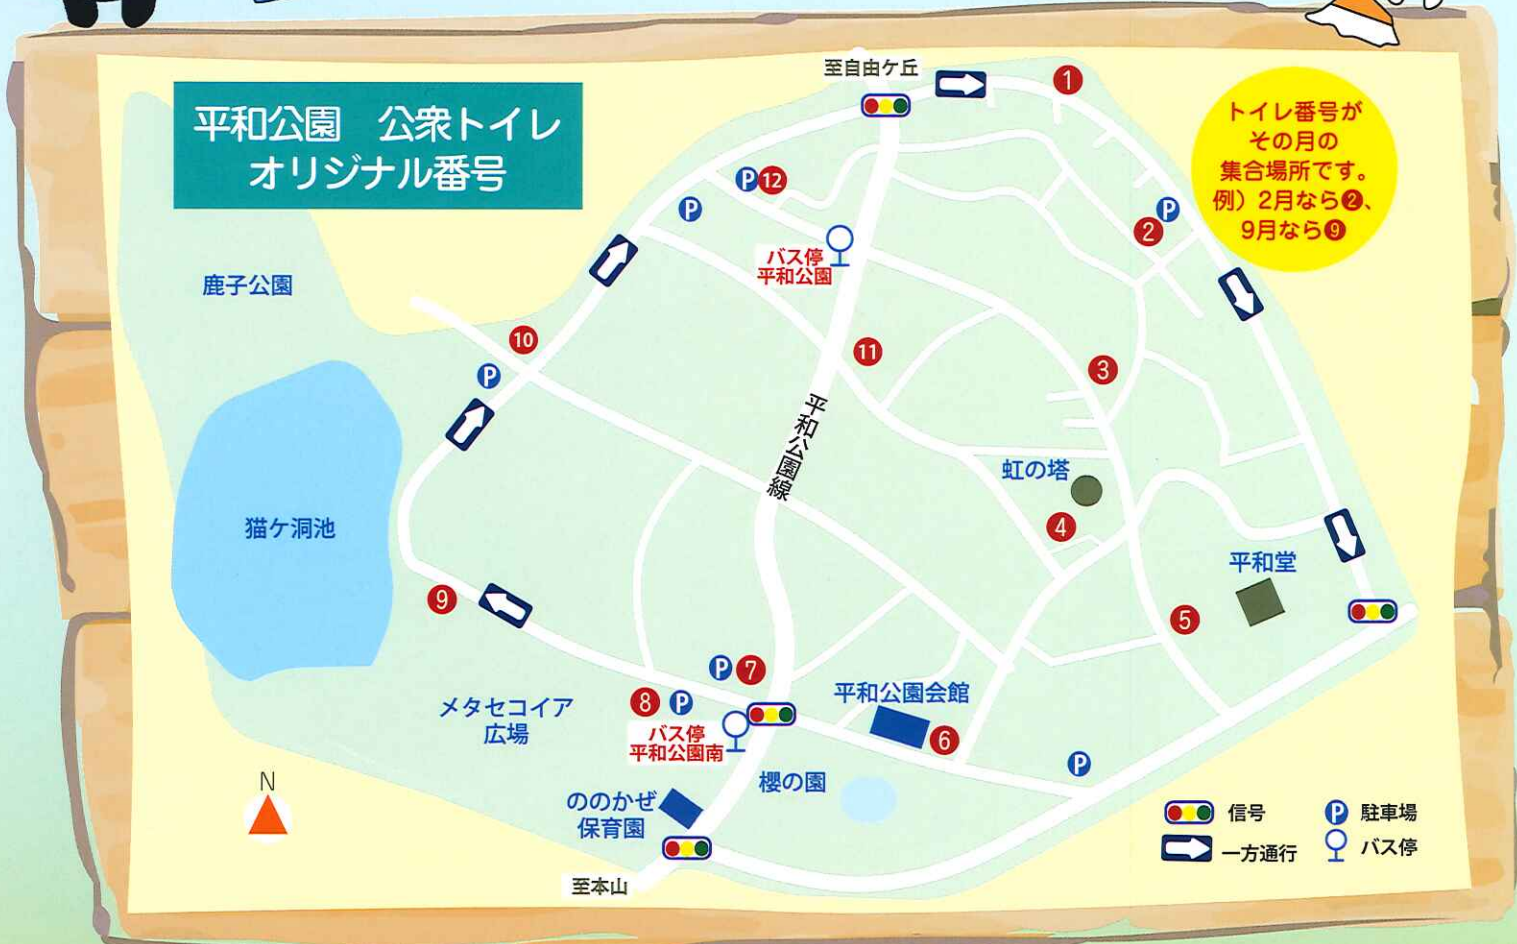 平和公園　公衆トイレ
オリジナル番号
至自由ケ丘
1
トイレ番号が
その月の
集合場所です。
例）2月なら❷、
9月なら❾
P 12
P
2 P
バス停
平和公園
鹿子公園
10
P
11
3
平和公園線
虹の塔
4
猫ケ洞池
平和堂
9
5
P 7
8 P
バス停
平和公園南
平和公園会館
6
メタセコイア
広場
P
櫻の園
N
ののかぜ
保育園
至本山
信号
P 駐車場
一方通行
バス停